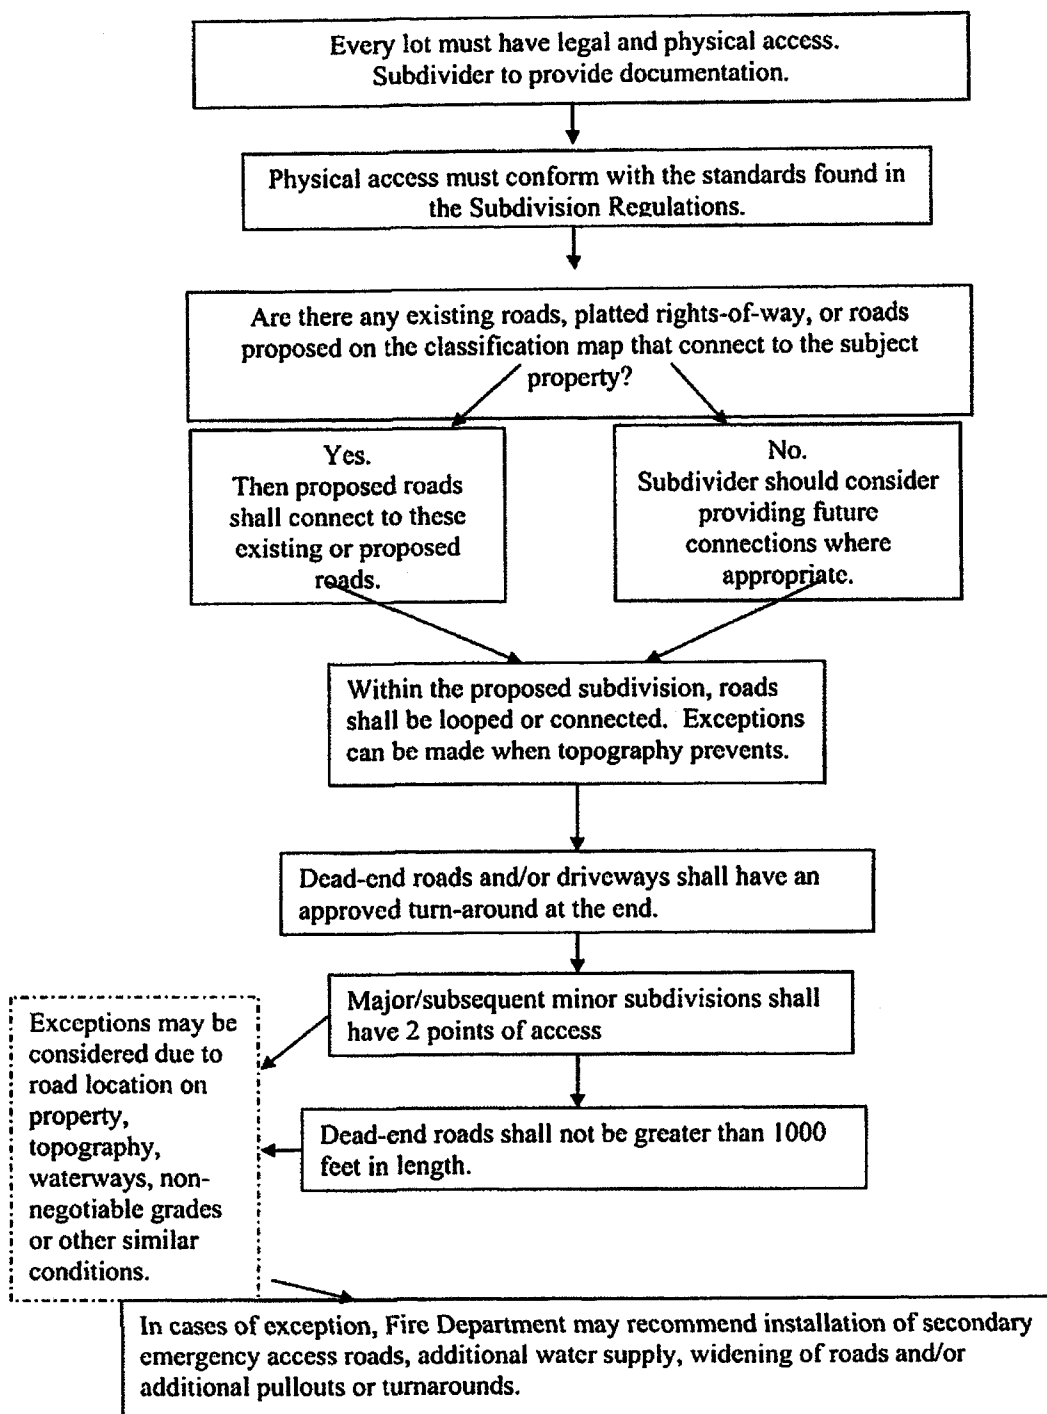 Every lot must have legal and physical access.
Subdivider to provide documentation.
Physical access must conform with the standards found in
the Subdivision Regulations.
Are there any existing roads, platted rights-of-way, or roads
proposed on the classification map that connect to the subject
property?
Yes.
Then proposed roads
shall connect to these
existing or proposed
roads.
No.
Subdivider should consider
providing future
connections where
appropriate.
Within the proposed subdivision, roads
shall be looped or connected. Exceptions
can be made when topography prevents.
Dead-end roads and/or driveways shall have an
approved turn-around at the end.
Major/subsequent minor subdivisions shall
have 2 points of access
Exceptions may be
considered due to
road location on
property,
topography,
waterways, non-
negotiable grades
or other similar
conditions.
Dead-end roads shall not be greater than 1000
feet in length.
In cases of exception, Fire Department may recommend installation of secondary
emergency access roads, additional water supply, widening of roads and/or
additional pullouts or turnarounds.